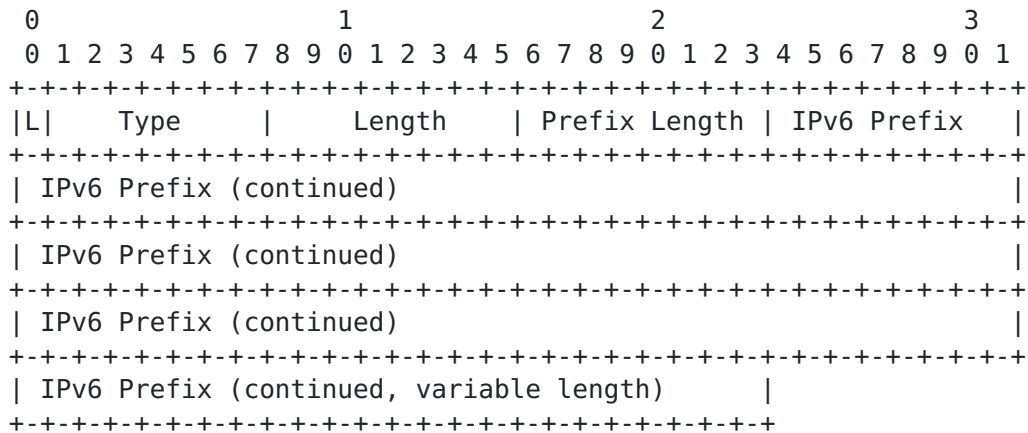 0                   1                   2                   3
 0 1 2 3 4 5 6 7 8 9 0 1 2 3 4 5 6 7 8 9 0 1 2 3 4 5 6 7 8 9 0 1
+-+-+-+-+-+-+-+-+-+-+-+-+-+-+-+-+-+-+-+-+-+-+-+-+-+-+-+-+-+-+-+-+
|L|    Type     |     Length    | Prefix Length | IPv6 Prefix   |
+-+-+-+-+-+-+-+-+-+-+-+-+-+-+-+-+-+-+-+-+-+-+-+-+-+-+-+-+-+-+-+-+
| IPv6 Prefix (continued)                                       |
+-+-+-+-+-+-+-+-+-+-+-+-+-+-+-+-+-+-+-+-+-+-+-+-+-+-+-+-+-+-+-+-+
| IPv6 Prefix (continued)                                       |
+-+-+-+-+-+-+-+-+-+-+-+-+-+-+-+-+-+-+-+-+-+-+-+-+-+-+-+-+-+-+-+-+
| IPv6 Prefix (continued)                                       |
+-+-+-+-+-+-+-+-+-+-+-+-+-+-+-+-+-+-+-+-+-+-+-+-+-+-+-+-+-+-+-+-+
| IPv6 Prefix (continued, variable length)      |
+-+-+-+-+-+-+-+-+-+-+-+-+-+-+-+-+-+-+-+-+-+-+-+-+